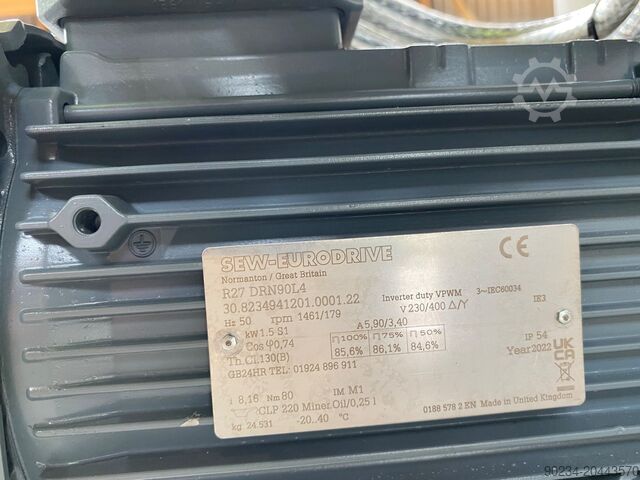 SEW-EURODRIVE CE
Normanton / Great Britain
R27 DRN90L4
30.8234941201.0001.22 Inverter duty VPWM 3~IEC60034
Hz 50 rpm 1461/179 V 230/400 Δ/Y IE3
kW 1.5 S1 A 5,90/3,40
Cos φ 0,74 η 100% η 75% η 50% IP 54
Th.Cl.130(B) 85,6% 86,1% 84,6% Year 2022 UK CA
GB24HR TEL: 01924 896 911
i 8,16 Nm 80 IM M1
CLP 220 Miner.Oil/0,25 l
kg 24.531 -20..40 °C 0188 578 2 EN Made in United Kingdom
90234-20443570